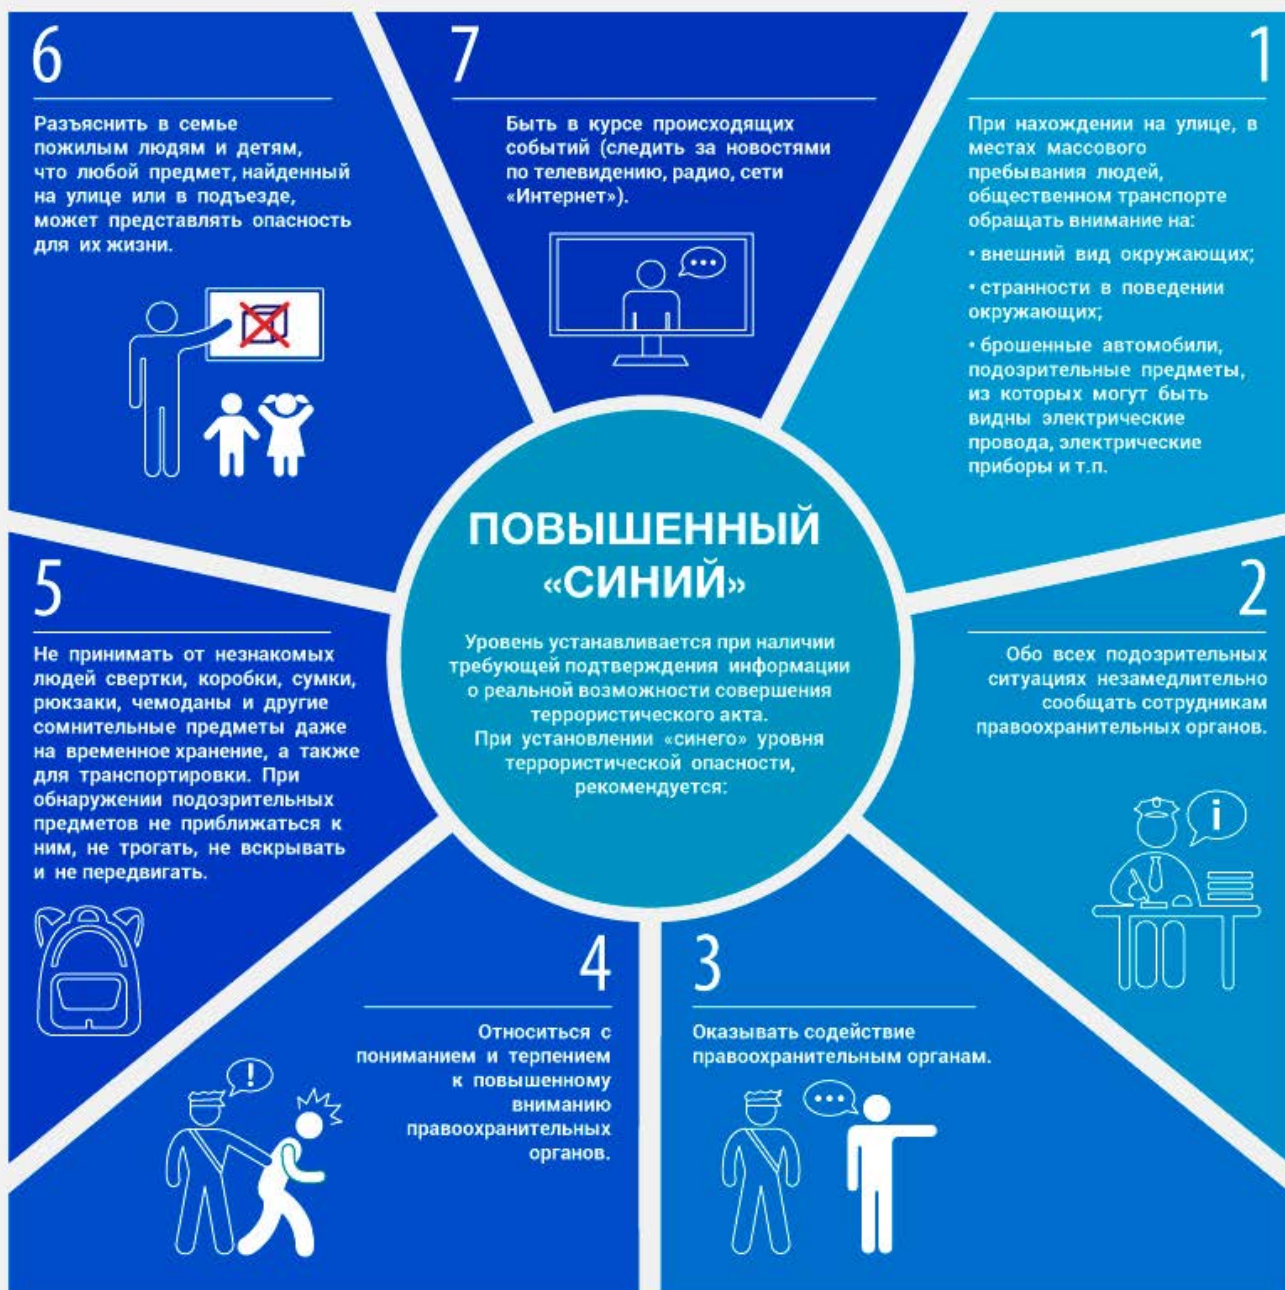 ПОВЫШЕННЫЙ
«СИНИЙ»
Уровень устанавливается при наличии
требующей подтверждения информации
о реальной возможности совершения
террористического акта.
При установлении «синего» уровня
террористической опасности,
рекомендуется:
1
При нахождении на улице, в
местах массового
пребывания людей,
общественном транспорте
обращать внимание на:
• внешний вид окружающих;
• странности в поведении
окружающих;
• брошенные автомобили,
подозрительные предметы,
из которых могут быть
видны электрические
провода, электрические
приборы и т.п.
2
Обо всех подозрительных
ситуациях незамедлительно
сообщать сотрудникам
правоохранительных органов.
i
3
Оказывать содействие
правоохранительным органам.
4
Относиться с
пониманием и терпением
к повышенному
вниманию
правоохранительных
органов.
!
5
Не принимать от незнакомых
людей свертки, коробки, сумки,
рюкзаки, чемоданы и другие
сомнительные предметы даже
на временное хранение, а также
для транспортировки. При
обнаружении подозрительных
предметов не приближаться к
ним, не трогать, не вскрывать
и не передвигать.
6
Разъяснить в семье
пожилым людям и детям,
что любой предмет, найденный
на улице или в подъезде,
может представлять опасность
для их жизни.
7
Быть в курсе происходящих
событий (следить за новостями
по телевидению, радио, сети
«Интернет»).